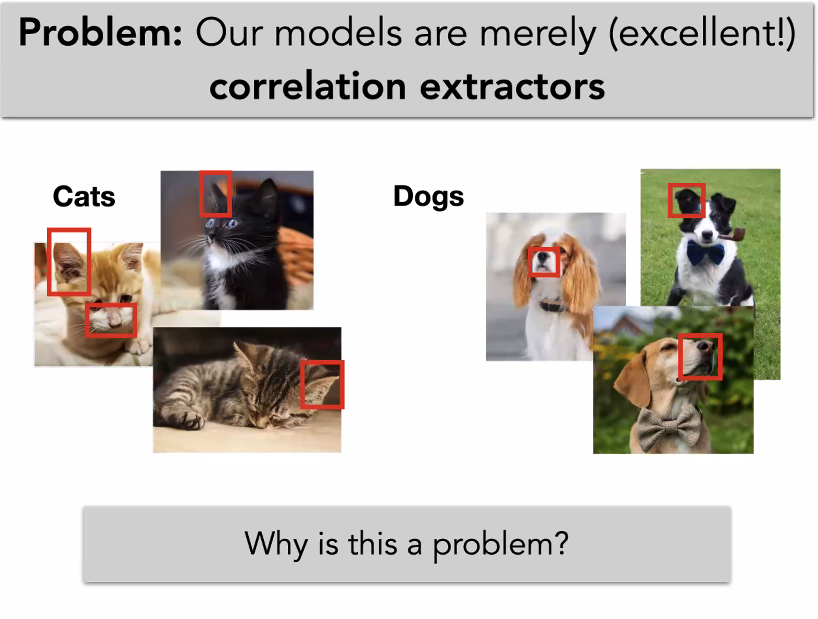 Problem: Our models are merely (excellent!)
correlation extractors
Cats
Dogs
Why is this a problem?